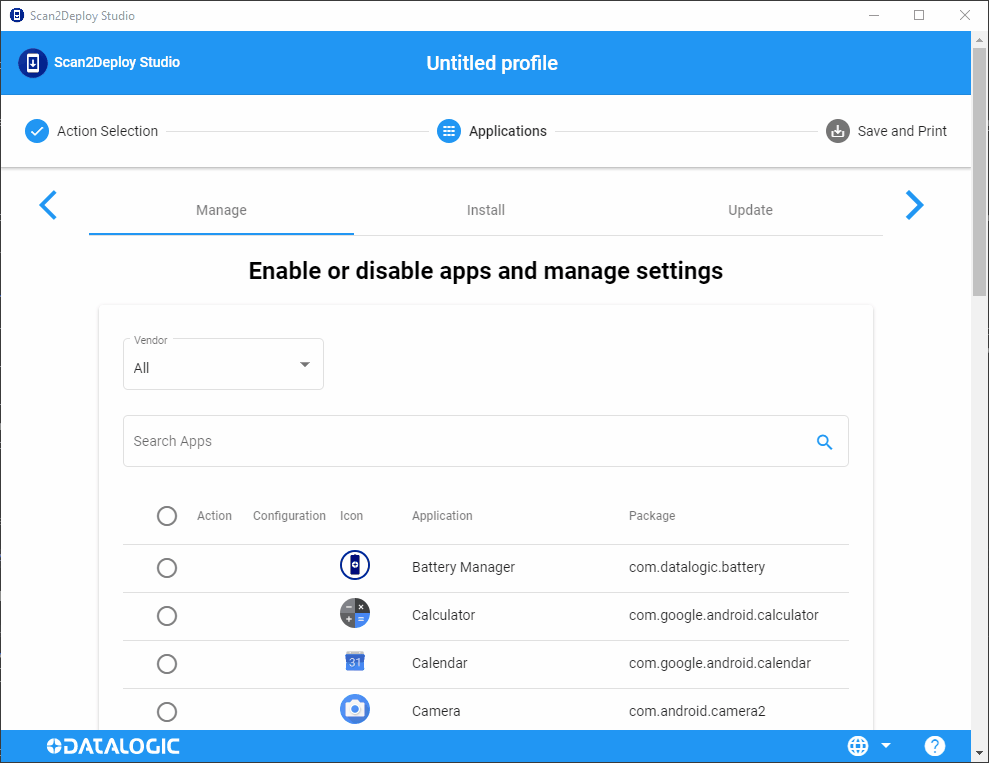 Scan2Deploy Studio
Scan2Deploy Studio
Untitled profile
Action Selection
Applications
Save and Print
Manage
Install
Update
Enable or disable apps and manage settings
Vendor
All
Search Apps
Action Configuration Icon Application Package
Battery Manager com.datalogic.battery
Calculator com.google.android.calculator
31 Calendar com.google.android.calendar
Camera com.android.camera2
DATALOGIC
?